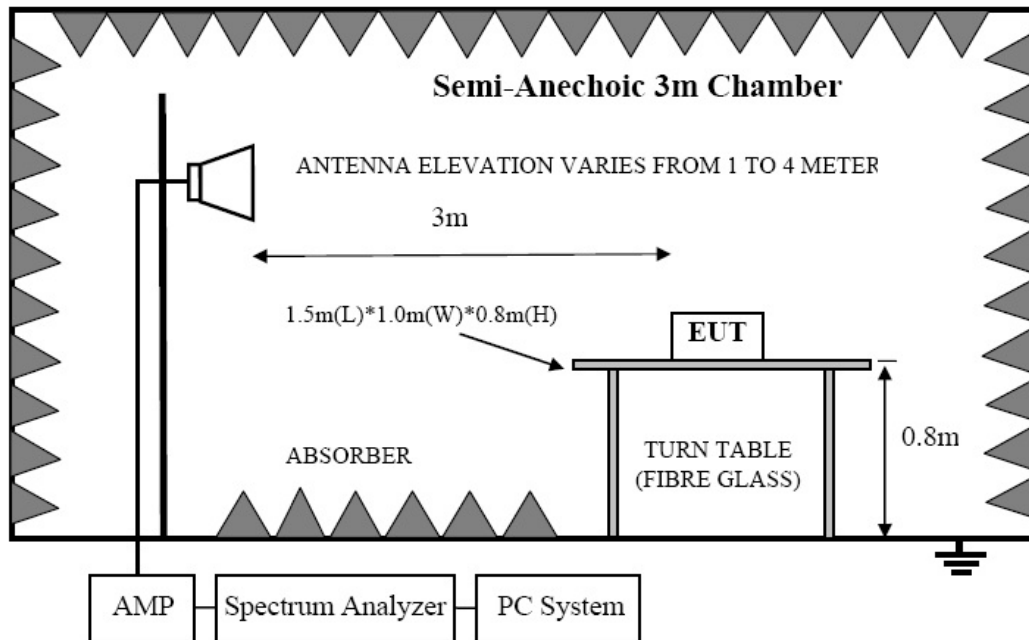 Semi-Anechoic 3m Chamber
ANTENNA ELEVATION VARIES FROM 1 TO 4 METER
3m
1.5m(L)*1.0m(W)*0.8m(H)
EUT
0.8m
ABSORBER
TURN TABLE
(FIBRE GLASS)
AMP
Spectrum Analyzer
PC System